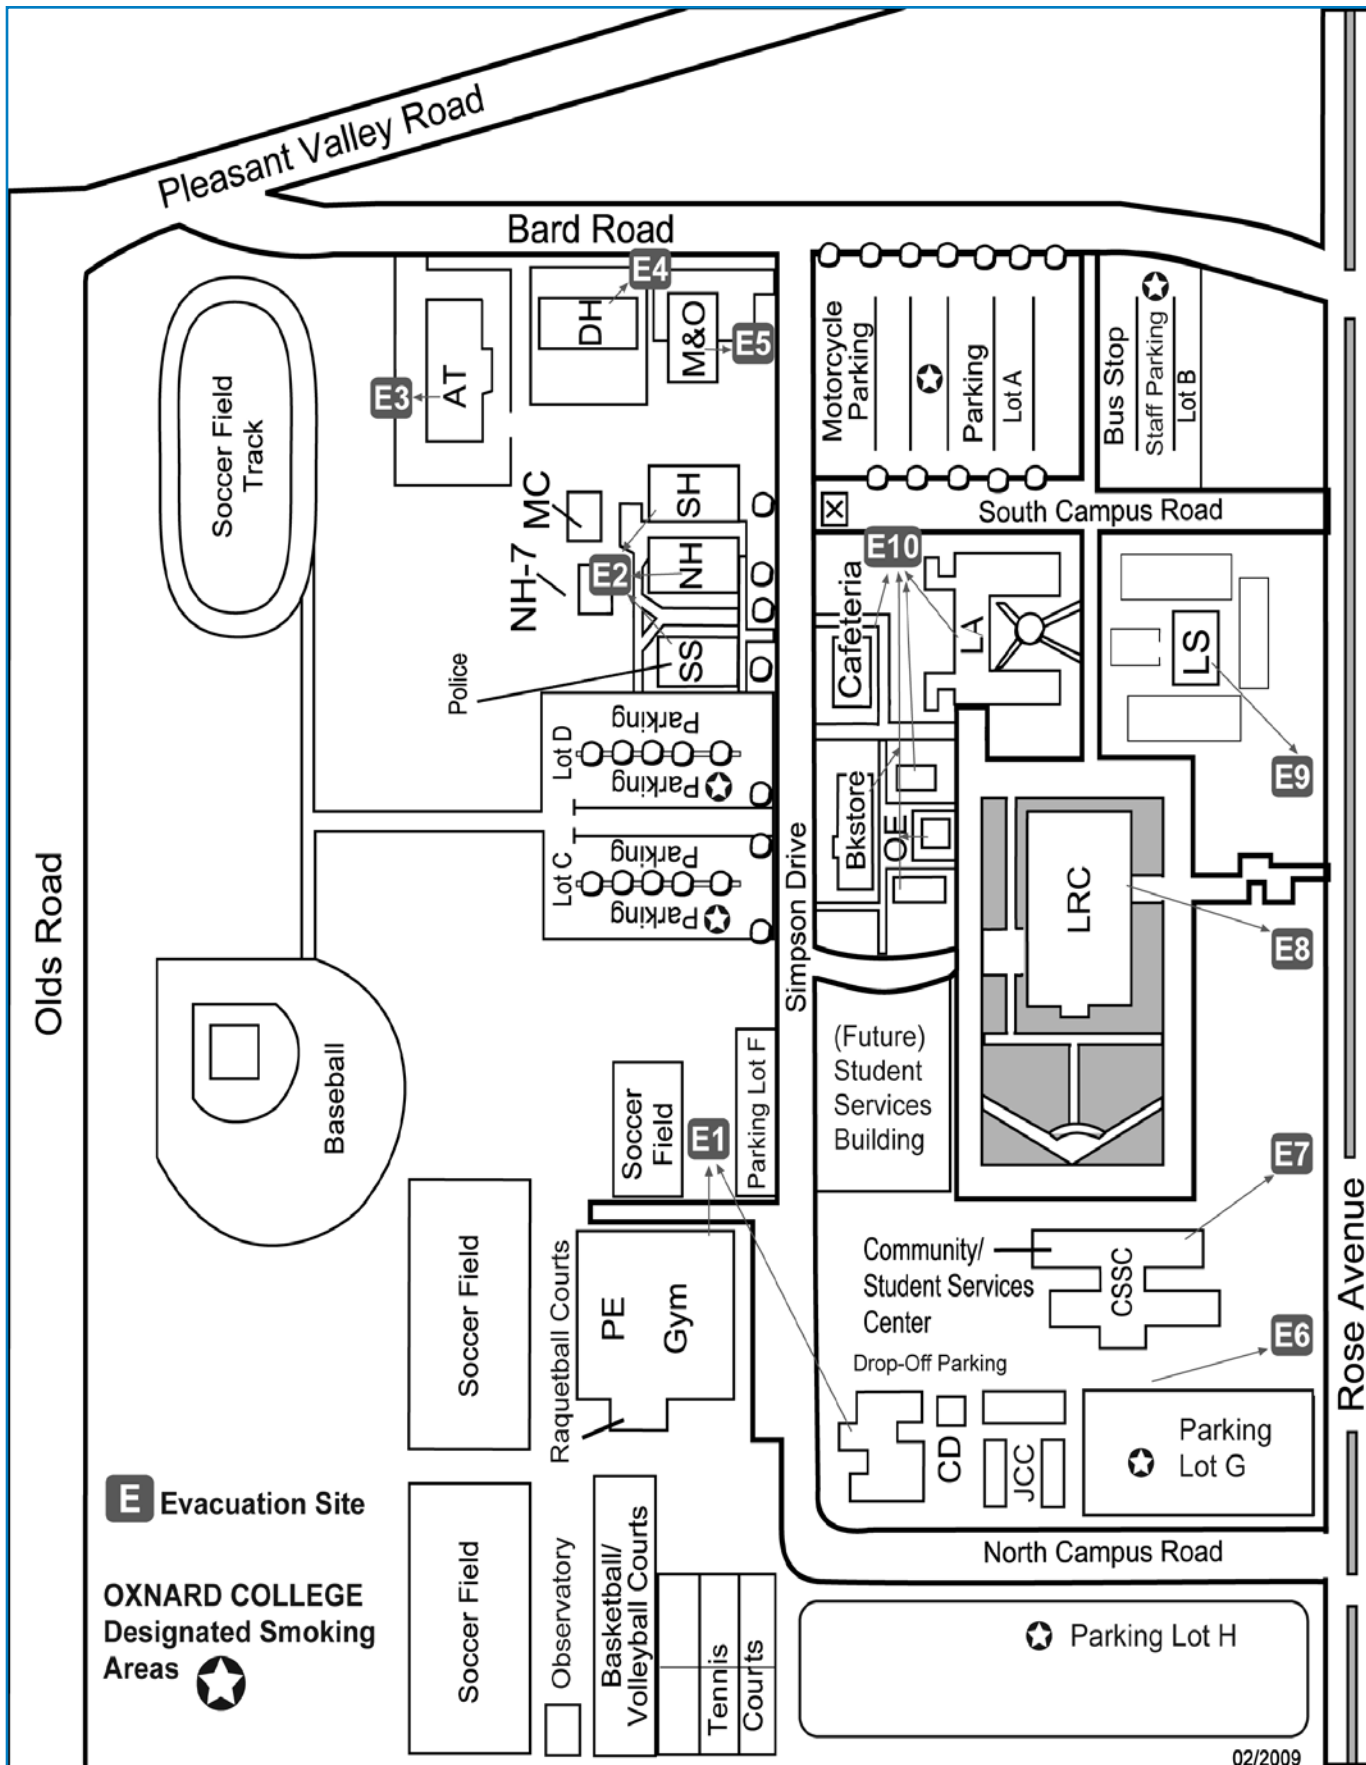 Pleasant Valley Road
Bard Road
E4
DH
M&O
E5
E3
AT
Soccer Field
Track
Motorcycle
Parking
Parking
Lot A
Bus Stop
Staff Parking
Lot B
South Campus Road
MC
NH-7
SH
NH
E2
SS
Police
E10
Cafeteria
LA
LS
E9
Lot D
Parking
Parking
Lot C
Parking
Parking
Bkstore
OE
LRC
E8
Olds Road
Simpson Drive
Baseball
Soccer
Field
E1
Parking Lot F
(Future)
Student
Services
Building
E7
Community/
Student Services
Center
CSSC
E6
Rose Avenue
Soccer Field
Raquetball Courts
PE
Gym
Drop-Off Parking
CD
JCC
Parking
Lot G
North Campus Road
E Evacuation Site
OXNARD COLLEGE
Designated Smoking
Areas
Soccer Field
Observatory
Basketball/
Volleyball Courts
Tennis
Courts
Parking Lot H
02/2009